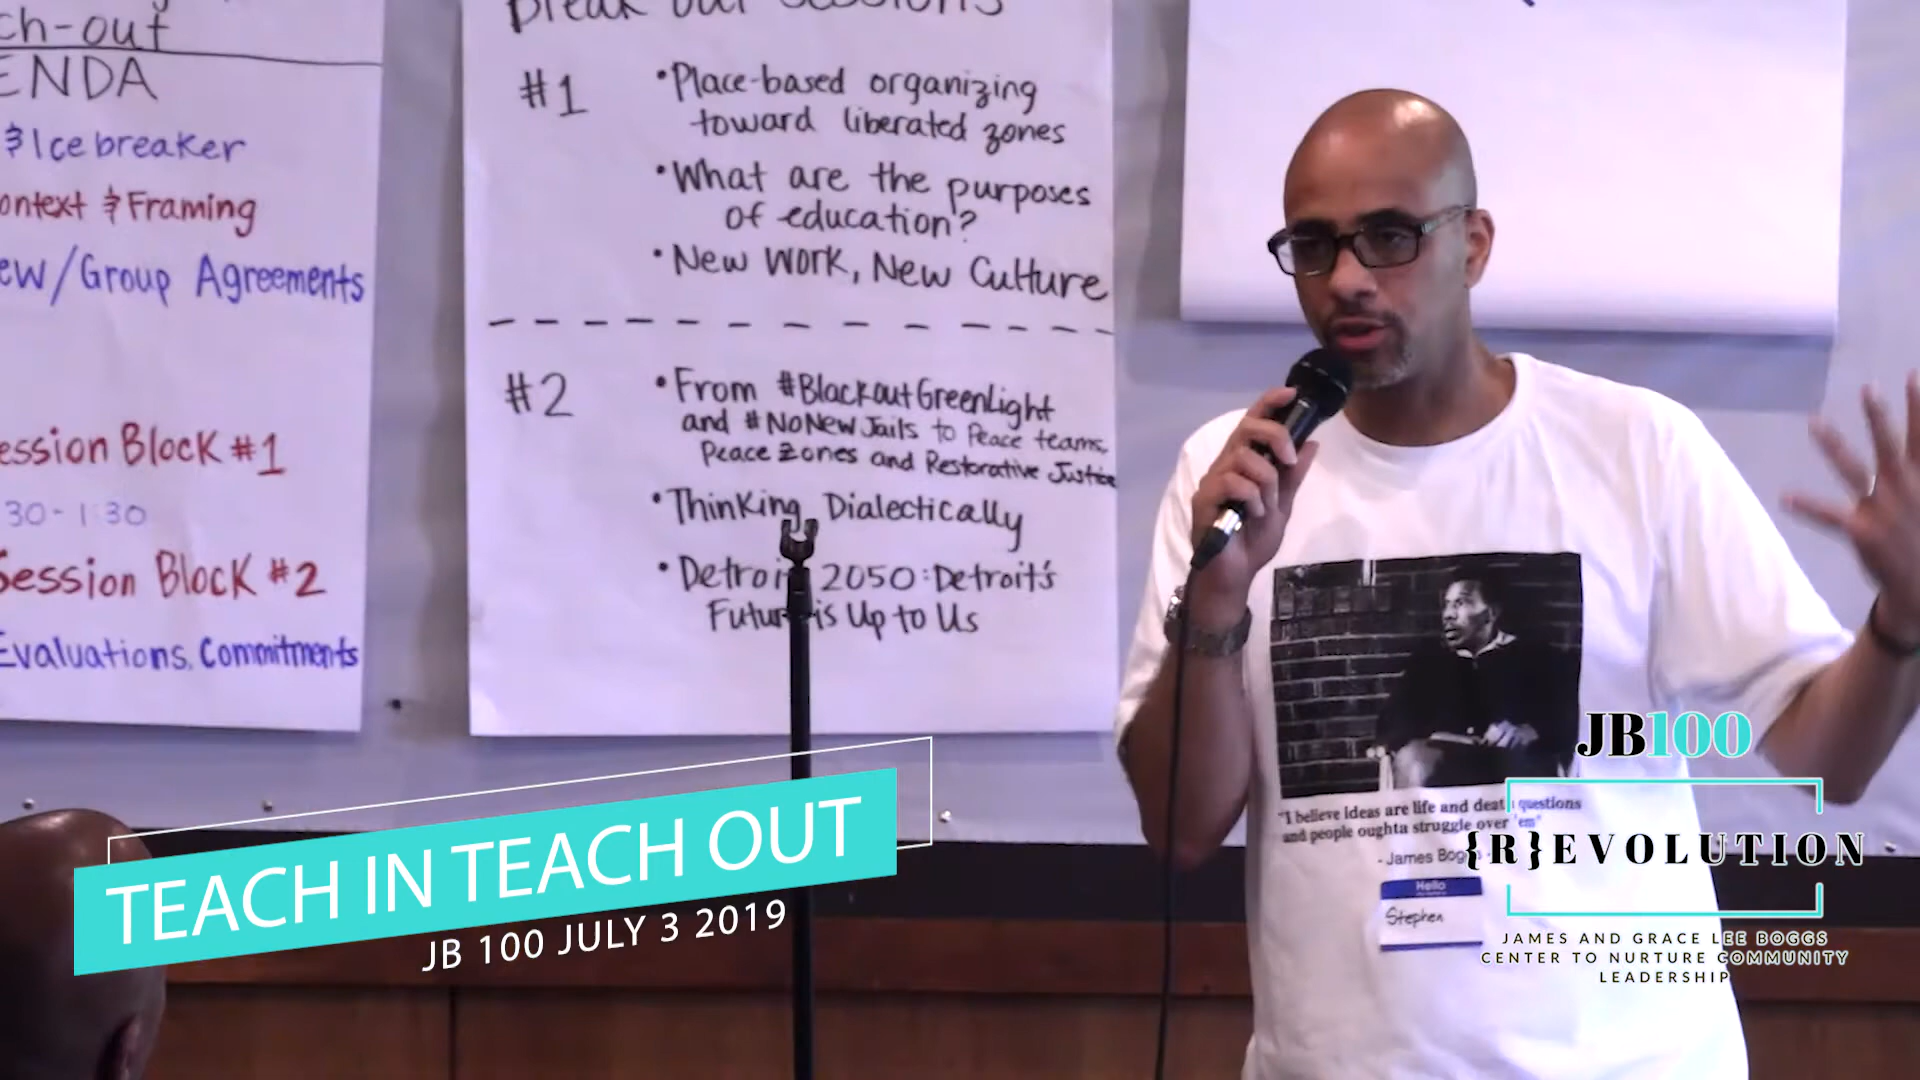 ch-out
ENDA
& Icebreaker
ontext & Framing
ew/Group Agreements
ession Block #1
30-1:30
Session Block #2
Evaluations, Commitments
Break out sessions
#1
• Place-based organizing
toward liberated zones
• What are the purposes
of education?
• New Work, New Culture
#2
• From #BlackoutGreenLight
and #NoNewJails to Peace teams,
Peace Zones and Restorative Justice
• Thinking Dialectically
• Detroit 2050: Detroit's
Future is Up to Us
"I believe ideas are life and death questions
and people oughta struggle over 'em"
- James Boggs
Hello
Stephen
TEACH IN TEACH OUT
JB 100 JULY 3 2019
JB100
{R}EVOLUTION
JAMES AND GRACE LEE BOGGS
CENTER TO NURTURE COMMUNITY
LEADERSHIP